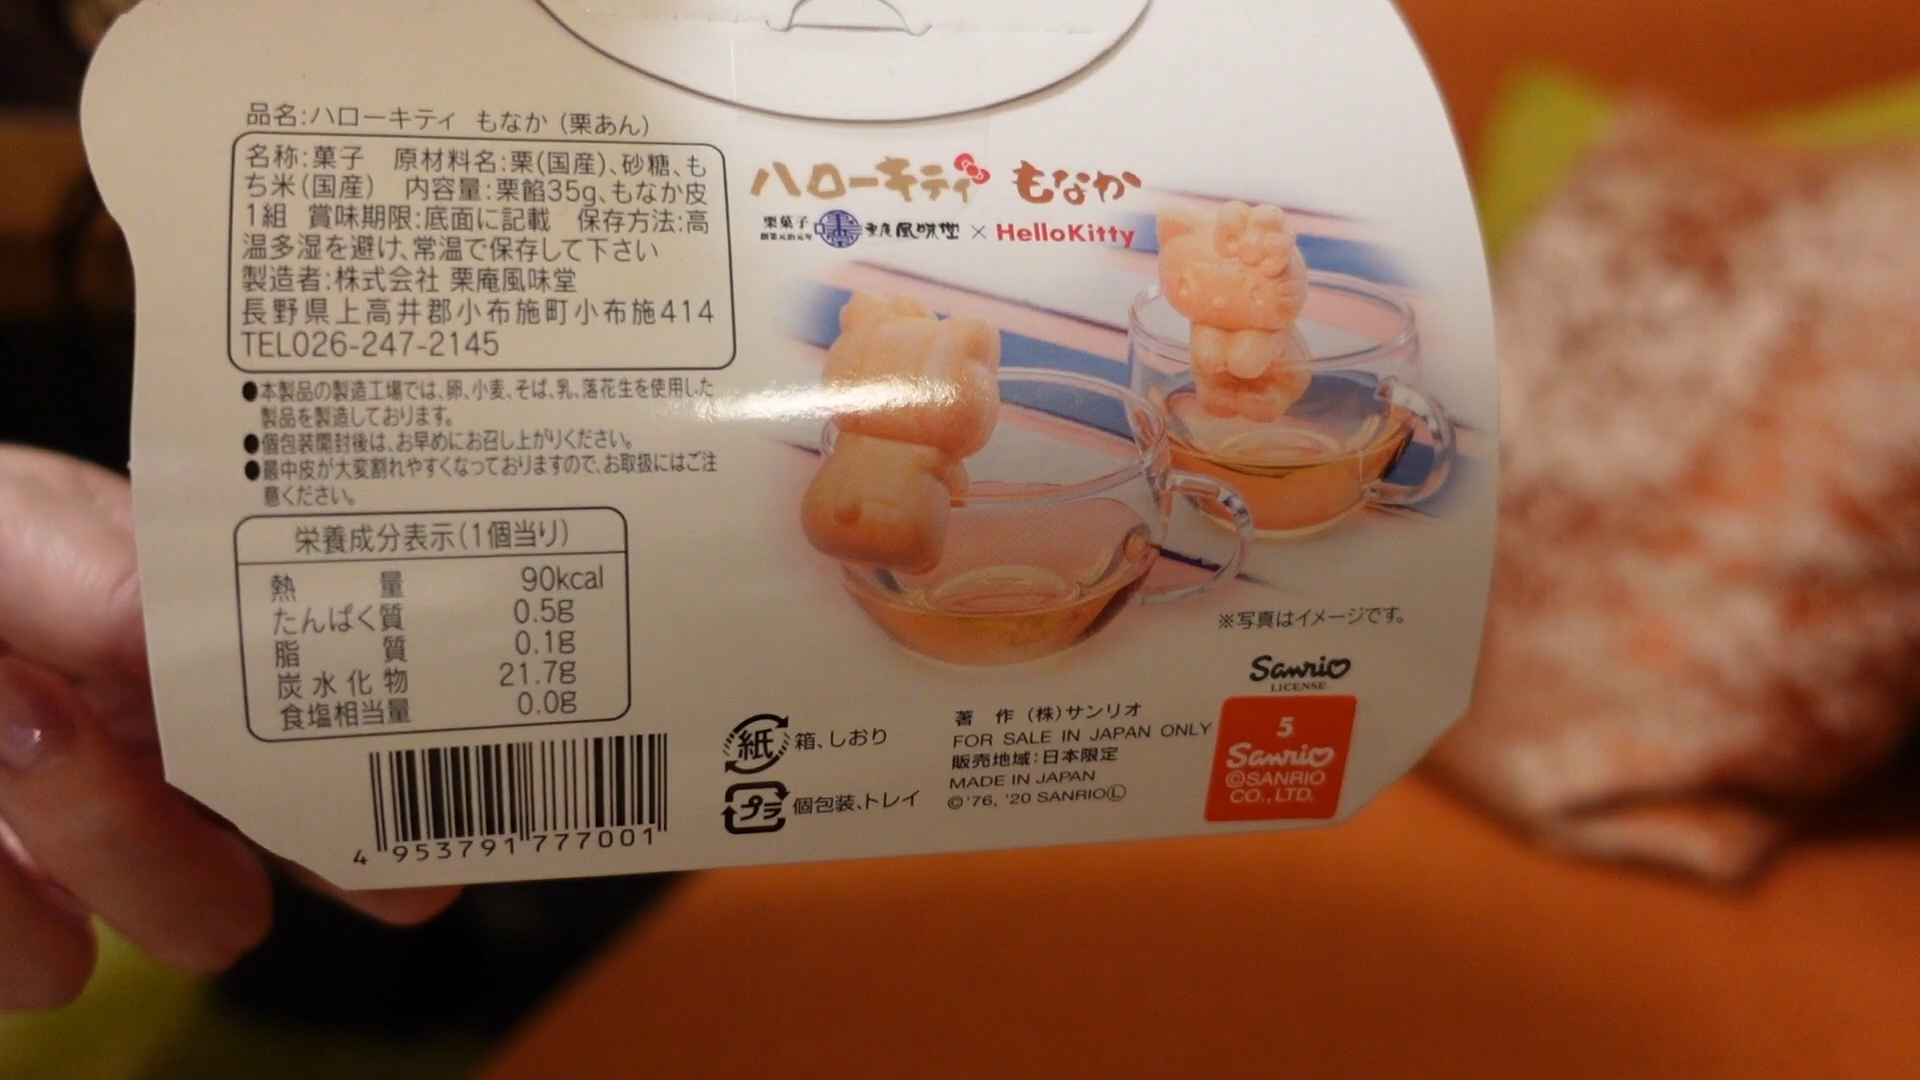 品名:ハローキティ もなか (栗あん)
名称:菓子 原材料名:栗(国産)、砂糖、も
ち米(国産) 内容量:栗餡35g、もなか皮
1組 賞味期限:底面に記載 保存方法:高
温多湿を避け、常温で保存して下さい
製造者:株式会社 栗庵風味堂
長野県上高井郡小布施町小布施414
TEL026-247-2145
●本製品の製造工場では、卵、小麦、そば、乳、落花生を使用した
製品を製造しております。
●個包装開封後は、お早めにお召し上がりください。
●最中皮が大変割れやすくなっておりますので、お取扱にはご注
意ください。
栄養成分表示(1個当り)
熱量 90kcal
たんぱく質 0.5g
脂質 0.1g
炭水化物 21.7g
食塩相当量 0.0g
4 953791 777001
ハローキティ もなか
栗菓子 創業元治元年 栗庵風味堂 × HelloKitty
※写真はイメージです。
Sanrio
LICENSE
紙 箱、しおり
プラ 個包装、トレイ
著作 (株)サンリオ
FOR SALE IN JAPAN ONLY
販売地域:日本限定
MADE IN JAPAN
©'76, '20 SANRIOⓁ
5
Sanrio
©SANRIO
CO., LTD.